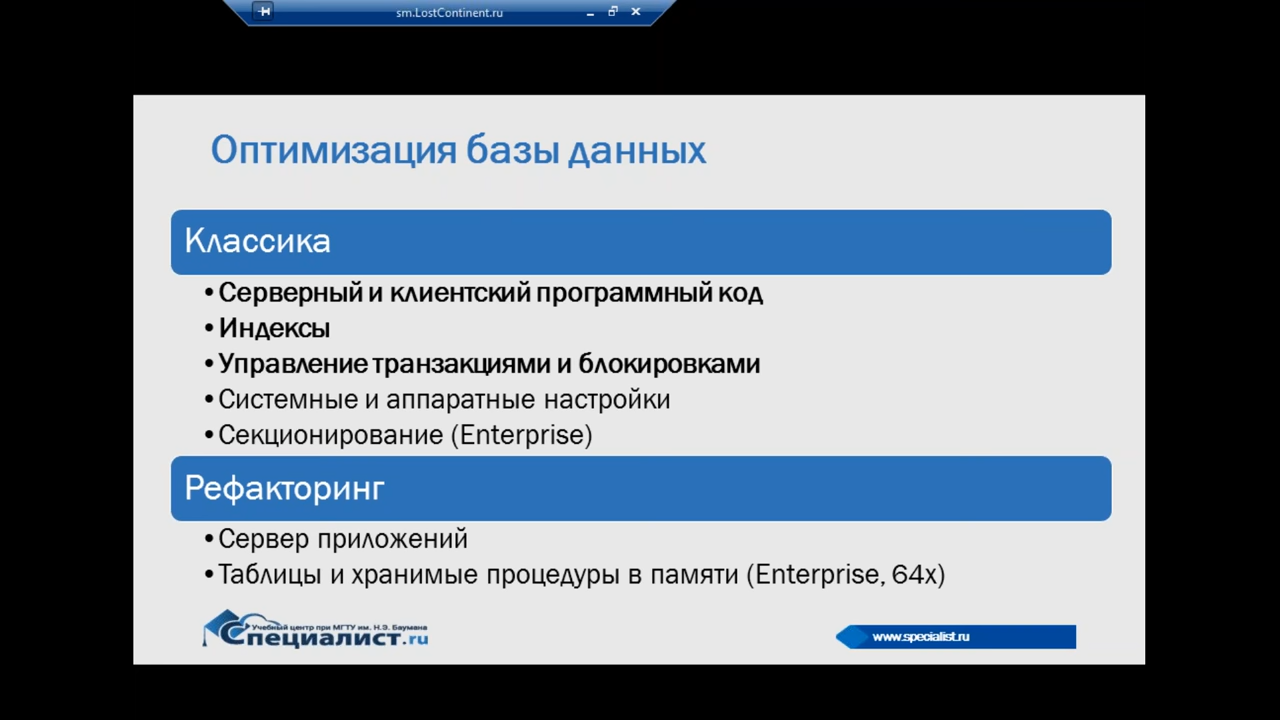 sm.LostContinent.ru
Оптимизация базы данных
Классика
• Серверный и клиентский программный код
• Индексы
• Управление транзакциями и блокировками
• Системные и аппаратные настройки
• Секционирование (Enterprise)
Рефакторинг
• Сервер приложений
• Таблицы и хранимые процедуры в памяти (Enterprise, 64x)
Учебный центр при МГТУ им. Н.Э. Баумана
Специалист.ru
www.specialist.ru